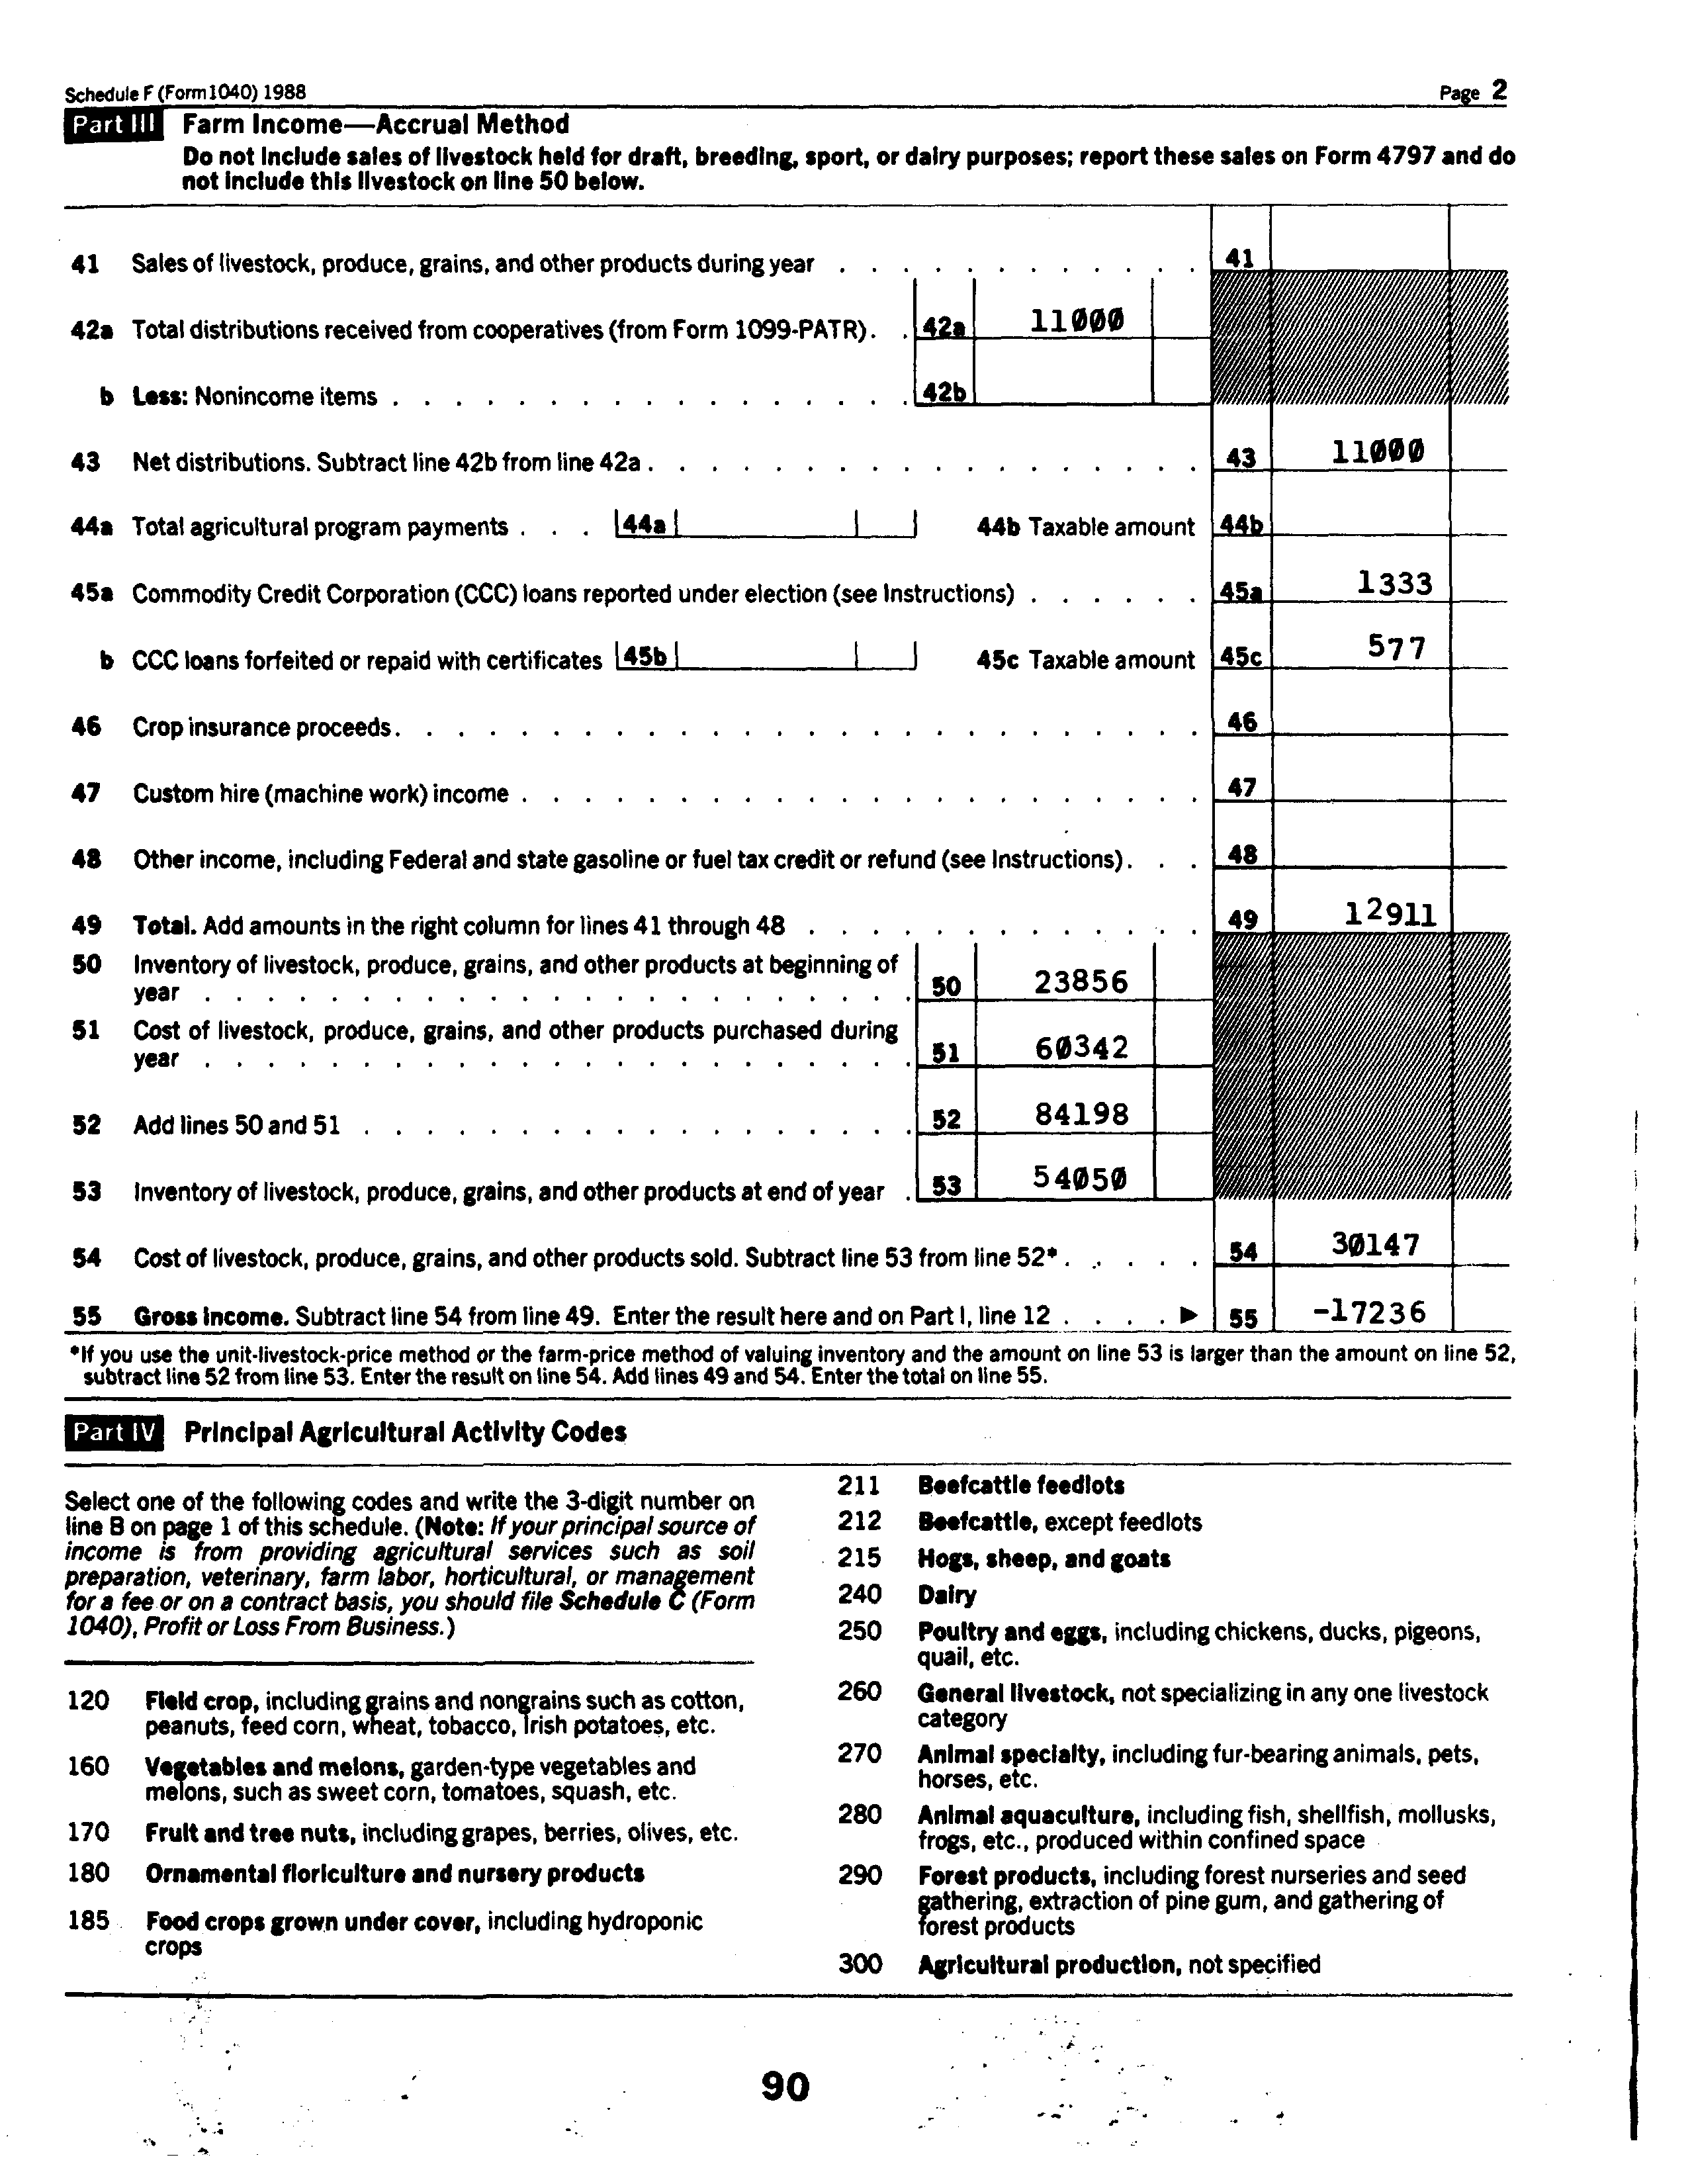 Schedule F (Form 1040) 1988 Page 2
Part III Farm Income—Accrual Method
Do not include sales of livestock held for draft, breeding, sport, or dairy purposes; report these sales on Form 4797 and do
not include this livestock on line 50 below.
41 Sales of livestock, produce, grains, and other products during year . . . . . . . . . . . . 41
42a Total distributions received from cooperatives (from Form 1099-PATR) . . 42a 11000
b Less: Nonincome items . . . . . . . . . . . . . . . . . 42b
43 Net distributions. Subtract line 42b from line 42a . . . . . . . . . . . . . . . . . . 43 11000
44a Total agricultural program payments . . . 44a 44b Taxable amount 44b
45a Commodity Credit Corporation (CCC) loans reported under election (see Instructions) . . . . . . 45a 1333
b CCC loans forfeited or repaid with certificates 45b 45c Taxable amount 45c 577
46 Crop insurance proceeds . . . . . . . . . . . . . . . . . . . . . . . . . . 46
47 Custom hire (machine work) income . . . . . . . . . . . . . . . . . . . . . . 47
48 Other income, including Federal and state gasoline or fuel tax credit or refund (see Instructions) . . . 48
49 Total. Add amounts in the right column for lines 41 through 48 . . . . . . . . . . . . . 49 12911
50 Inventory of livestock, produce, grains, and other products at beginning of
year . . . . . . . . . . . . . . . . . . . . . . . 50 23856
51 Cost of livestock, produce, grains, and other products purchased during
year . . . . . . . . . . . . . . . . . . . . . . . 51 60342
52 Add lines 50 and 51 . . . . . . . . . . . . . . . . . . 52 84198
53 Inventory of livestock, produce, grains, and other products at end of year . 53 54050
54 Cost of livestock, produce, grains, and other products sold. Subtract line 53 from line 52* . . . . . 54 30147
55 Gross income. Subtract line 54 from line 49. Enter the result here and on Part I, line 12 . . . . ▶ 55 -17236
*If you use the unit-livestock-price method or the farm-price method of valuing inventory and the amount on line 53 is larger than the amount on line 52,
subtract line 52 from line 53. Enter the result on line 54. Add lines 49 and 54. Enter the total on line 55.
Part IV Principal Agricultural Activity Codes
Select one of the following codes and write the 3-digit number on
line B on page 1 of this schedule. (Note: If your principal source of
income is from providing agricultural services such as soil
preparation, veterinary, farm labor, horticultural, or management
for a fee or on a contract basis, you should file Schedule C (Form
1040), Profit or Loss From Business.)
120 Field crop, including grains and nongrains such as cotton,
peanuts, feed corn, wheat, tobacco, Irish potatoes, etc.
160 Vegetables and melons, garden-type vegetables and
melons, such as sweet corn, tomatoes, squash, etc.
170 Fruit and tree nuts, including grapes, berries, olives, etc.
180 Ornamental floriculture and nursery products
185 Food crops grown under cover, including hydroponic
crops
211 Beefcattle feedlots
212 Beefcattle, except feedlots
215 Hogs, sheep, and goats
240 Dairy
250 Poultry and eggs, including chickens, ducks, pigeons,
quail, etc.
260 General livestock, not specializing in any one livestock
category
270 Animal specialty, including fur-bearing animals, pets,
horses, etc.
280 Animal aquaculture, including fish, shellfish, mollusks,
frogs, etc., produced within confined space
290 Forest products, including forest nurseries and seed
gathering, extraction of pine gum, and gathering of
forest products
300 Agricultural production, not specified
90